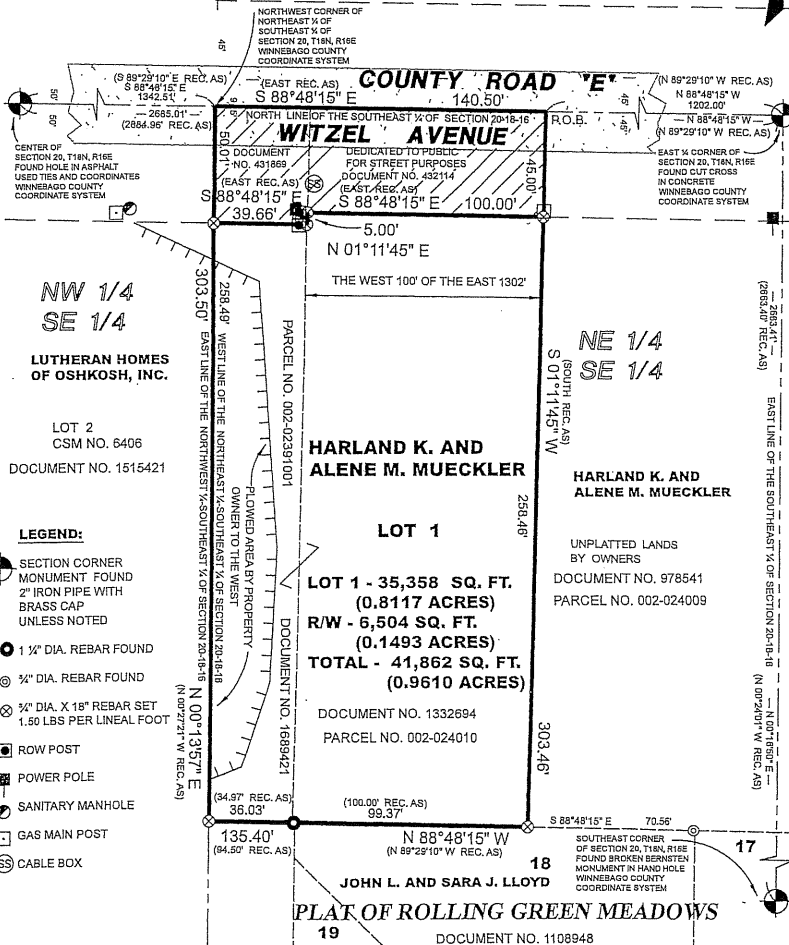 NORTHWEST CORNER OF
NORTHEAST ¼ OF
SOUTHEAST ¼ OF
SECTION 20, T18N, R16E
WINNEBAGO COUNTY
COORDINATE SYSTEM
45'
(S 89°29'10" E REC. AS)
S 88°48'15" E
1342.51'
2685.01'
(2684.96' REC. AS)
50'
50'
(EAST REC. AS)
S 88°48'15" E
COUNTY ROAD "E"
140.50'
45'
45'
(N 89°29'10" W REC. AS)
N 88°48'15" W
1202.00'
N 88°48'15" W
(N 89°29'10" W REC. AS)
NORTH LINE OF THE SOUTHEAST ¼ OF SECTION 20-18-16
P.O.B.
WITZEL AVENUE
CENTER OF
SECTION 20, T18N, R16E
FOUND HOLE IN ASPHALT
USED TIES AND COORDINATES
WINNEBAGO COUNTY
COORDINATE SYSTEM
EAST ¼ CORNER OF
SECTION 20, T18N, R16E
FOUND CUT CROSS
IN CONCRETE
WINNEBAGO COUNTY
COORDINATE SYSTEM
50.01'
DOCUMENT
NO. 431869
DEDICATED TO PUBLIC
FOR STREET PURPOSES
DOCUMENT NO. 432114
45.00'
(EAST REC. AS)
S 88°48'15" E
39.66'
SS
(EAST REC. AS)
S 88°48'15" E
100.00'
5.00'
N 01°11'45" E
THE WEST 100' OF THE EAST 1302'
NW 1/4
SE 1/4
LUTHERAN HOMES
OF OSHKOSH, INC.
LOT 2
CSM NO. 6406
DOCUMENT NO. 1515421
303.50'
EAST LINE OF THE NORTHWEST ¼-SOUTHEAST ¼ OF SECTION 20-18-16
258.49'
WEST LINE OF THE NORTHEAST ¼-SOUTHEAST ¼ OF SECTION 20-18-16
N 00°13'57" E
(N 00°27'21" W REC. AS)
PLOWED AREA BY PROPERTY
OWNER TO THE WEST
PARCEL NO. 002-02391001
DOCUMENT NO. 1689421
HARLAND K. AND
ALENE M. MUECKLER
LOT 1
LOT 1 - 35,358 SQ. FT.
(0.8117 ACRES)
R/W - 6,504 SQ. FT.
(0.1493 ACRES)
TOTAL - 41,862 SQ. FT.
(0.9610 ACRES)
DOCUMENT NO. 1332694
PARCEL NO. 002-024010
258.46'
303.46'
(SOUTH REC. AS)
S 01°11'45" W
NE 1/4
SE 1/4
HARLAND K. AND
ALENE M. MUECKLER
UNPLATTED LANDS
BY OWNERS
DOCUMENT NO. 978541
PARCEL NO. 002-024009
2663.41'
(2663.40' REC. AS)
EAST LINE OF THE SOUTHEAST ¼ OF SECTION 20-18-16
N 00°16'50" E
(N 00°24'01" W REC. AS)
LEGEND:
SECTION CORNER
MONUMENT FOUND
2" IRON PIPE WITH
BRASS CAP
UNLESS NOTED
1 ¼" DIA. REBAR FOUND
¾" DIA. REBAR FOUND
¾" DIA. X 18" REBAR SET
1.50 LBS PER LINEAL FOOT
ROW POST
POWER POLE
SANITARY MANHOLE
GAS MAIN POST
SS CABLE BOX
(34.97' REC. AS)
36.03'
(100.00' REC. AS)
99.37'
135.40'
(94.50' REC. AS)
N 88°48'15" W
(N 89°29'10" W REC. AS)
S 88°48'15" E
70.56'
SOUTHEAST CORNER
OF SECTION 20, T18N, R16E
FOUND BROKEN BERNSTEN
MONUMENT IN HAND HOLE
WINNEBAGO COUNTY
COORDINATE SYSTEM
17
18
JOHN L. AND SARA J. LLOYD
PLAT OF ROLLING GREEN MEADOWS
19
DOCUMENT NO. 1108948